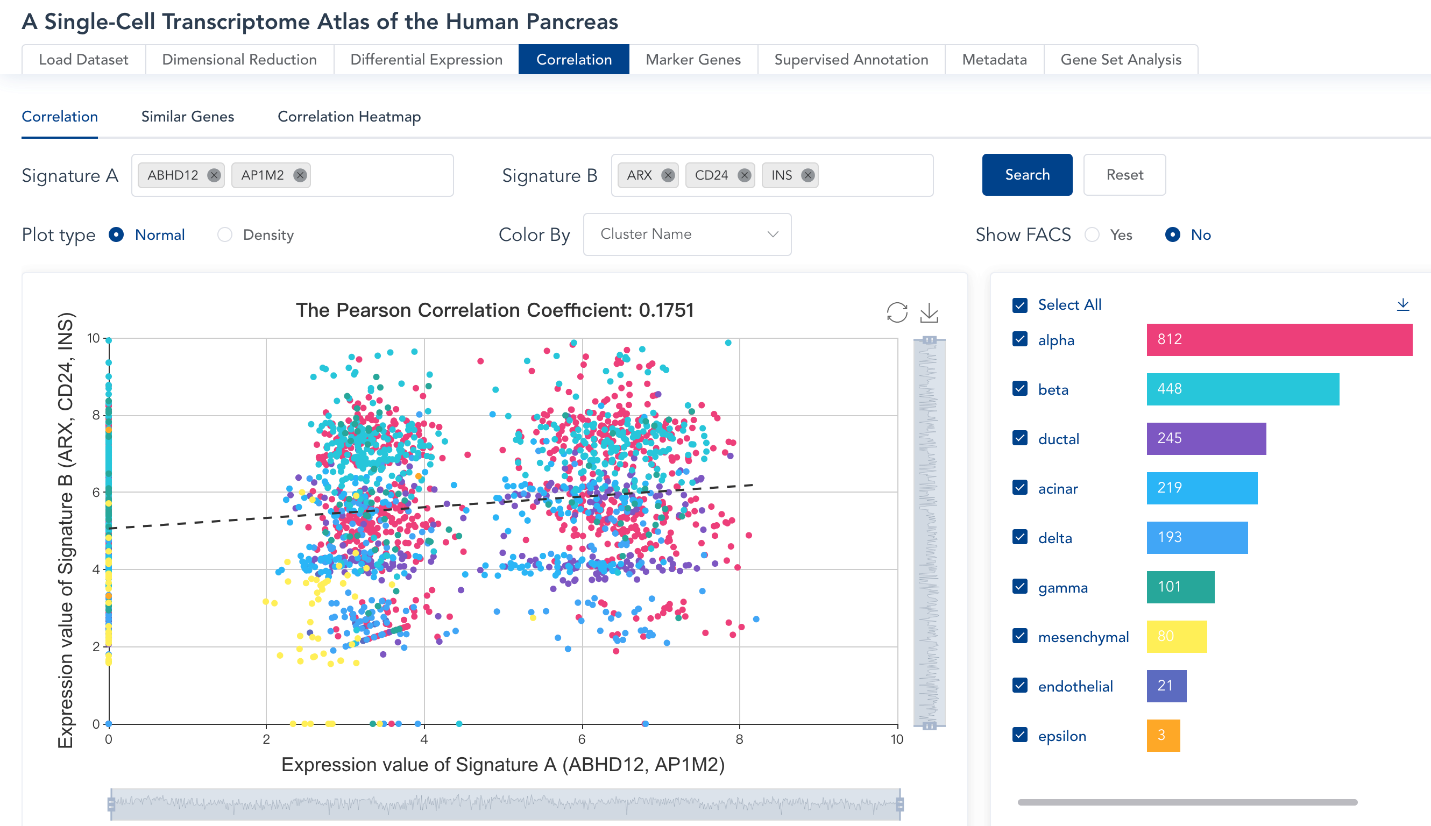 A Single-Cell Transcriptome Atlas of the Human Pancreas
Load Dataset Dimensional Reduction Differential Expression Correlation Marker Genes Supervised Annotation Metadata Gene Set Analysis
Correlation Similar Genes Correlation Heatmap
Signature A ABHD12 AP1M2 Signature B ARX CD24 INS Search Reset
Plot type Normal Density Color By Cluster Name Show FACS Yes No
The Pearson Correlation Coefficient: 0.1751
Expression value of Signature B (ARX, CD24, INS)
10
8
6
4
2
0
0 2 4 6 8 10
Expression value of Signature A (ABHD12, AP1M2)
Select All
alpha 812
beta 448
ductal 245
acinar 219
delta 193
gamma 101
mesenchymal 80
endothelial 21
epsilon 3